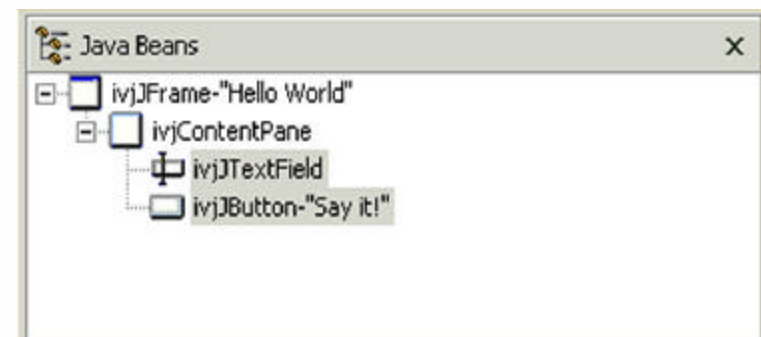 Java Beans
ivjJFrame-"Hello World"
ivjContentPane
ivjJTextField
ivjJButton-"Say it!"